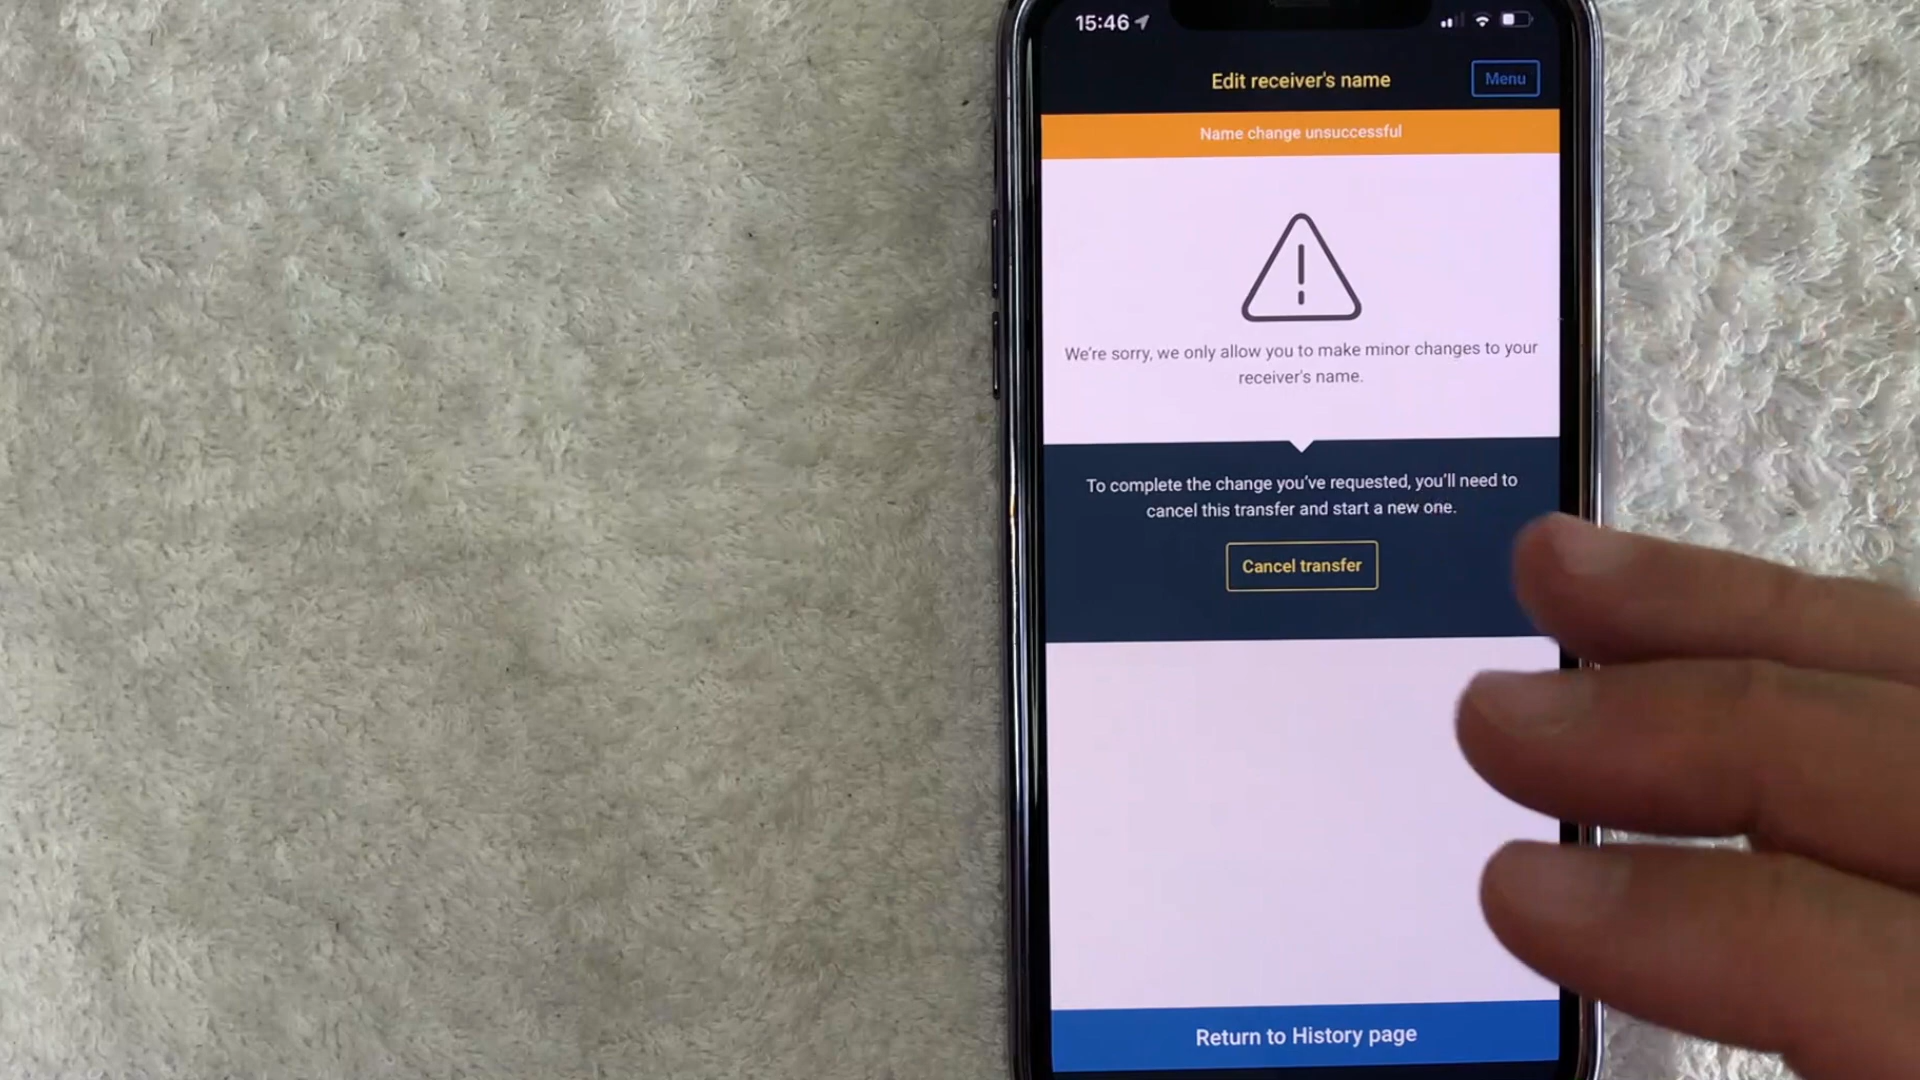 15:46
Edit receiver's name
Menu
Name change unsuccessful
We're sorry, we only allow you to make minor changes to your
receiver's name.
To complete the change you've requested, you'll need to
cancel this transfer and start a new one.
Cancel transfer
Return to History page